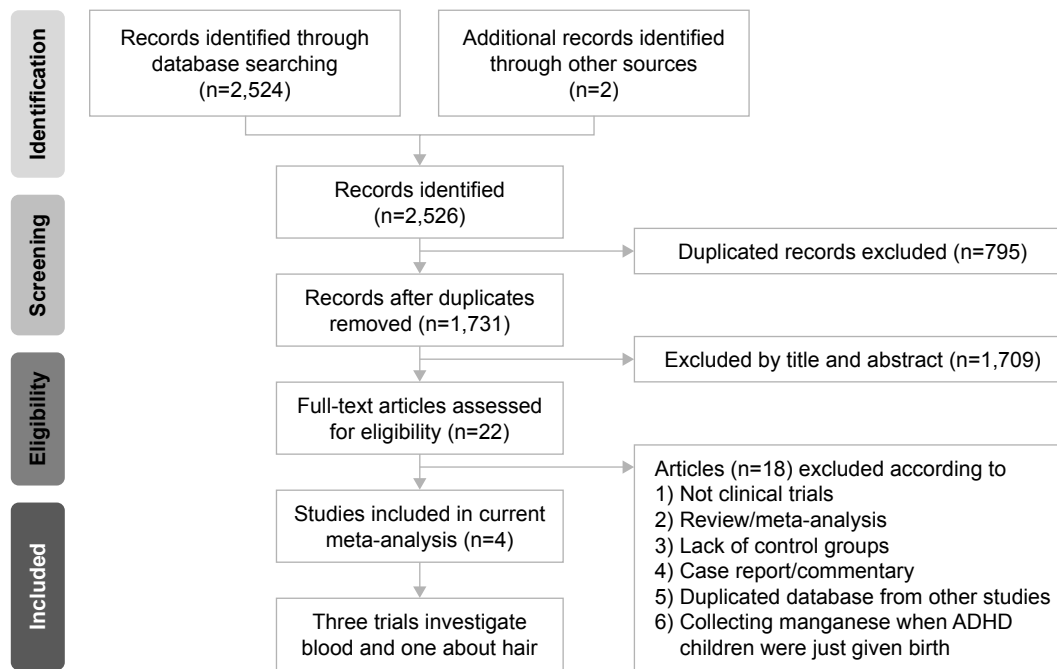 Identification
Records identified through
database searching
(n=2,524)
Additional records identified
through other sources
(n=2)
Records identified
(n=2,526)
Screening
Duplicated records excluded (n=795)
Records after duplicates
removed (n=1,731)
Excluded by title and abstract (n=1,709)
Eligibility
Full-text articles assessed
for eligibility (n=22)
Articles (n=18) excluded according to
1) Not clinical trials
2) Review/meta-analysis
3) Lack of control groups
4) Case report/commentary
5) Duplicated database from other studies
6) Collecting manganese when ADHD
children were just given birth
Included
Studies included in current
meta-analysis (n=4)
Three trials investigate
blood and one about hair